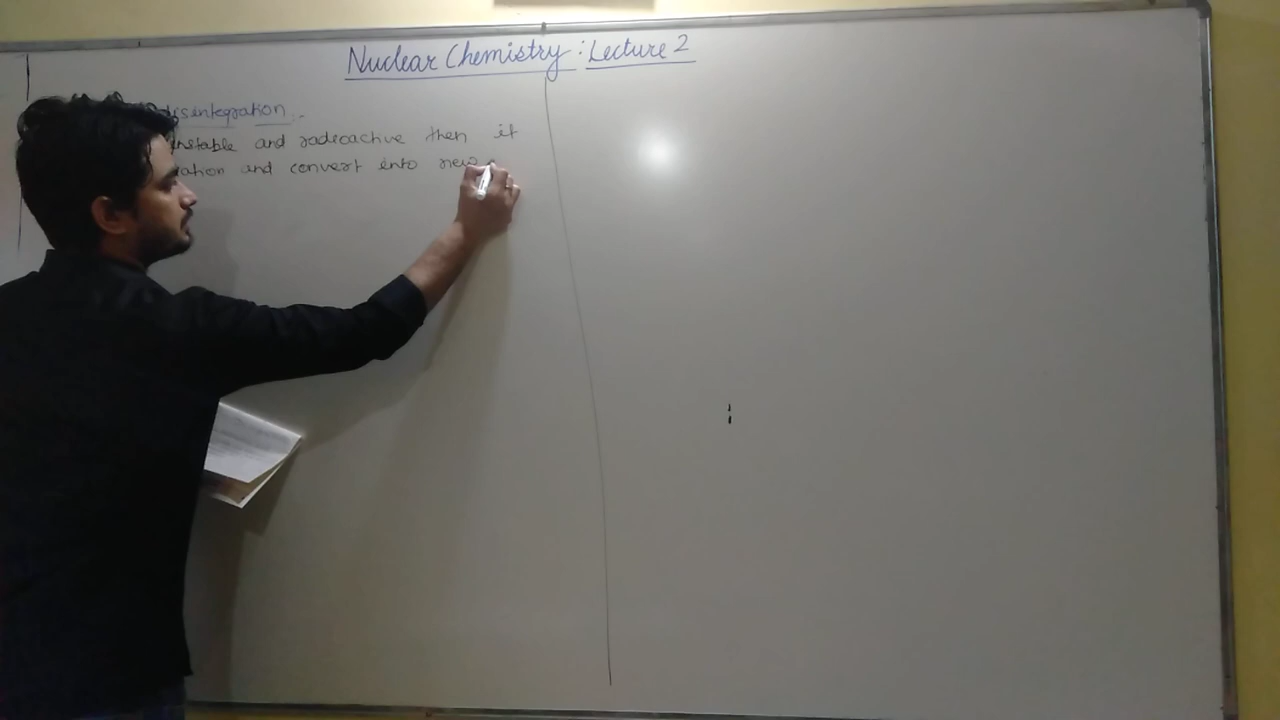 Nuclear Chemistry : Lecture 2
disintegration :-
unstable and radioactive then it
ation and convert into new